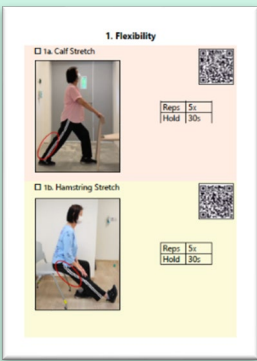 1. Flexibility
☐ 1a. Calf Stretch
Reps 5x
Hold 30s
☐ 1b. Hamstring Stretch
Reps 5x
Hold 30s